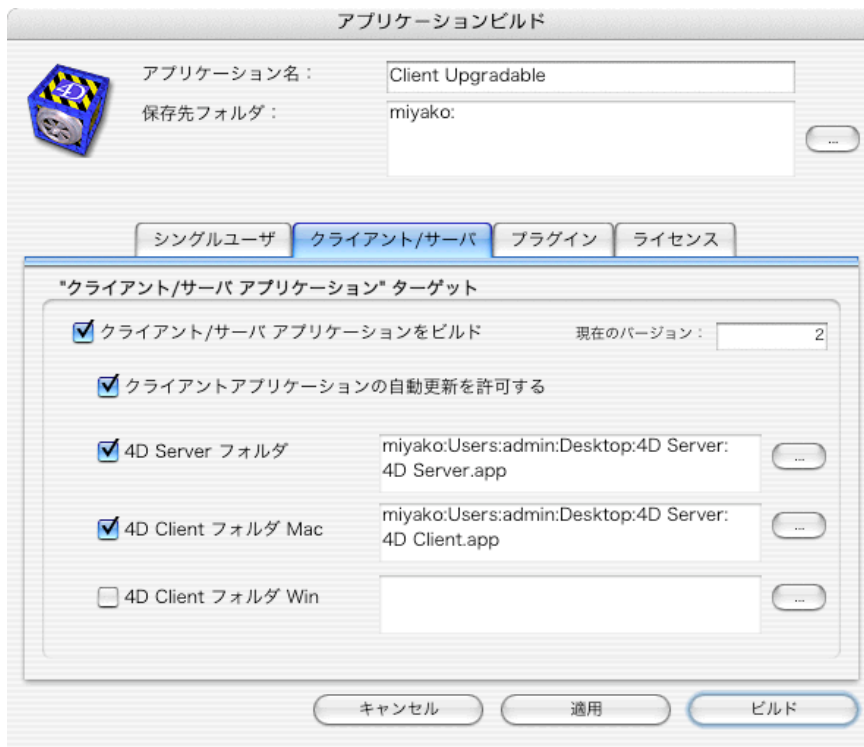 アプリケーションビルド
アプリケーション名：
Client Upgradable
保存先フォルダ：
miyako:
...
シングルユーザ
クライアント/サーバ
プラグイン
ライセンス
"クライアント/サーバ アプリケーション" ターゲット
クライアント/サーバ アプリケーションをビルド
現在のバージョン：
2
クライアントアプリケーションの自動更新を許可する
4D Server フォルダ
miyako:Users:admin:Desktop:4D Server:
4D Server.app
...
4D Client フォルダ Mac
miyako:Users:admin:Desktop:4D Server:
4D Client.app
...
4D Client フォルダ Win
...
キャンセル
適用
ビルド